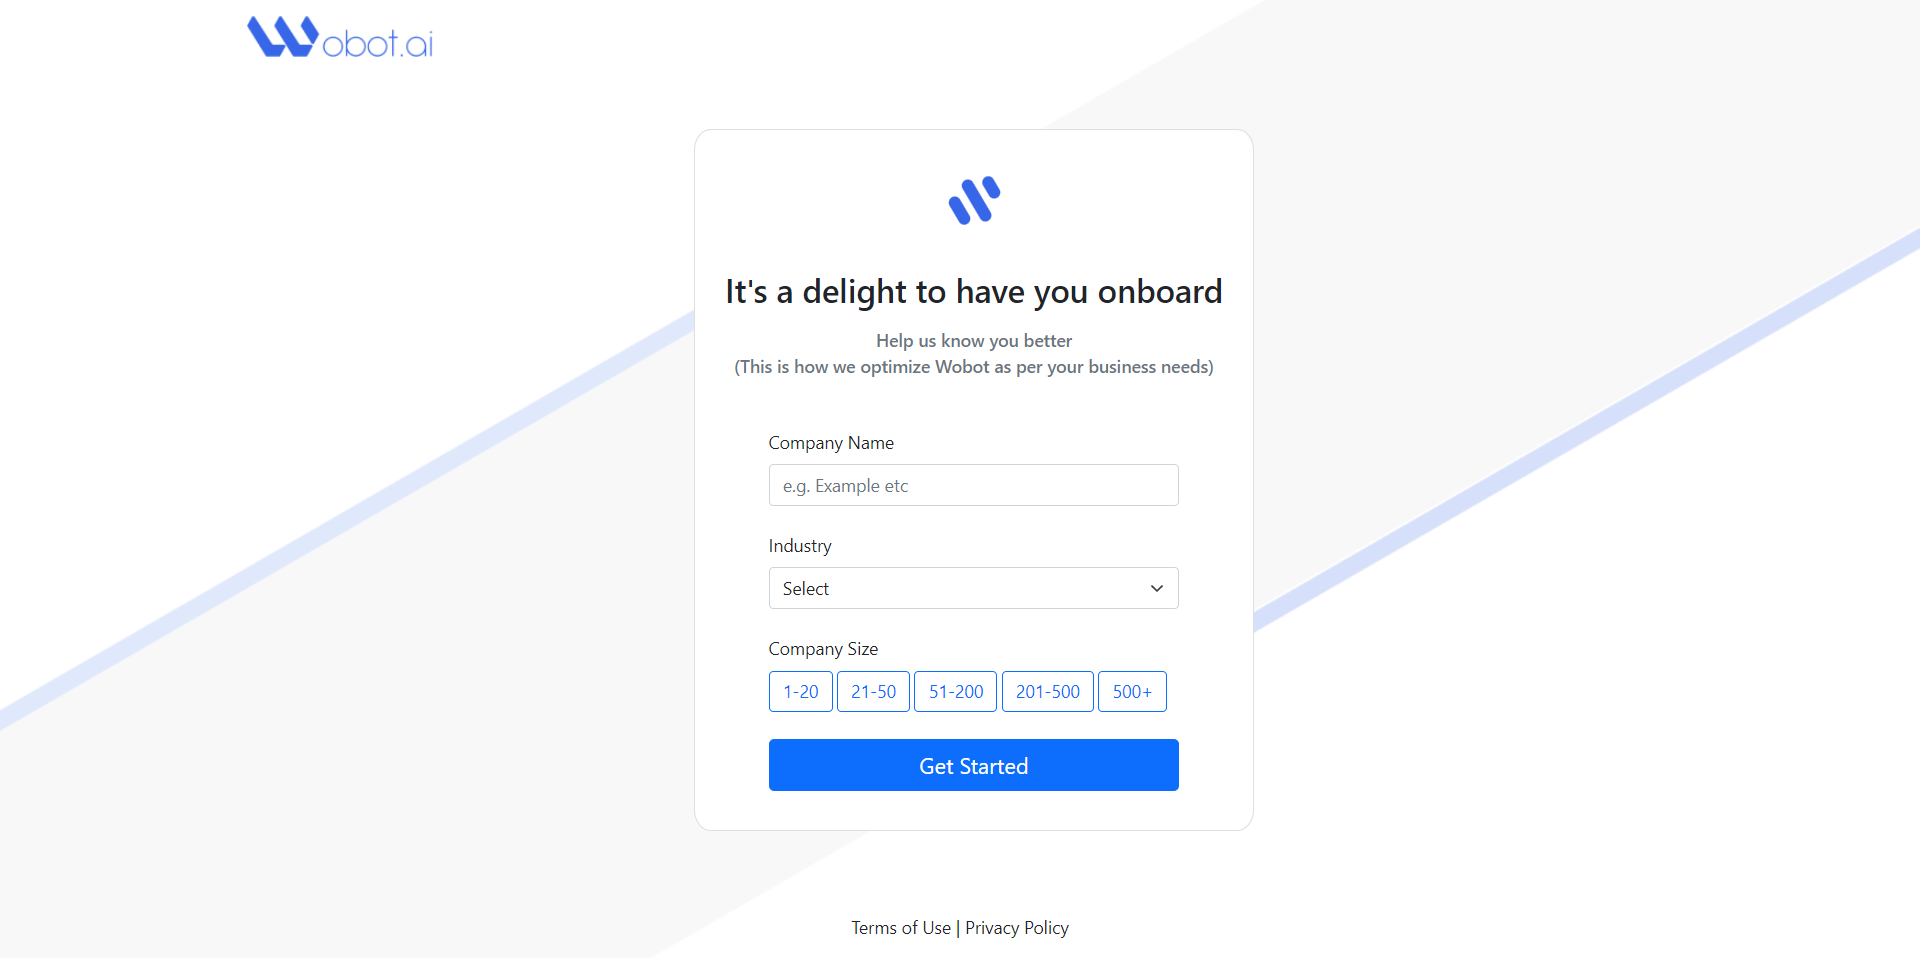 Wobot.ai
It's a delight to have you onboard
Help us know you better
(This is how we optimize Wobot as per your business needs)
Company Name
e.g. Example etc
Industry
Select
Company Size
1-20 21-50 51-200 201-500 500+
Get Started
Terms of Use | Privacy Policy